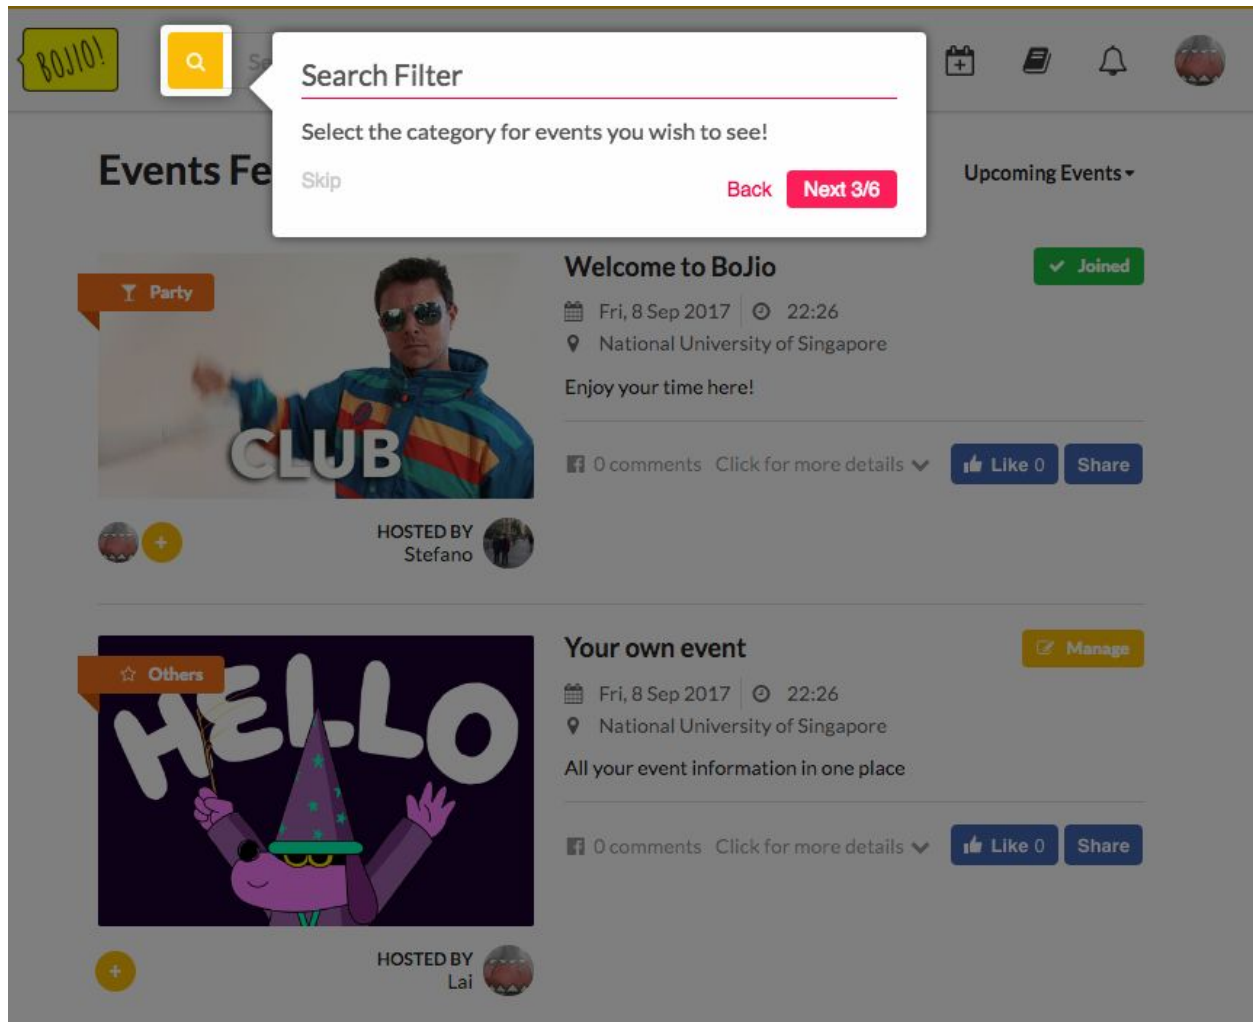 BOJIO!
Se
Search Filter
Select the category for events you wish to see!
Skip
Back
Next 3/6
Events Fe
Upcoming Events
Party
CLUB
HOSTED BY
Stefano
Welcome to BoJio
Joined
Fri, 8 Sep 2017
22:26
National University of Singapore
Enjoy your time here!
0 comments
Click for more details
Like 0
Share
Others
HELLO
HOSTED BY
Lai
Your own event
Manage
Fri, 8 Sep 2017
22:26
National University of Singapore
All your event information in one place
0 comments
Click for more details
Like 0
Share